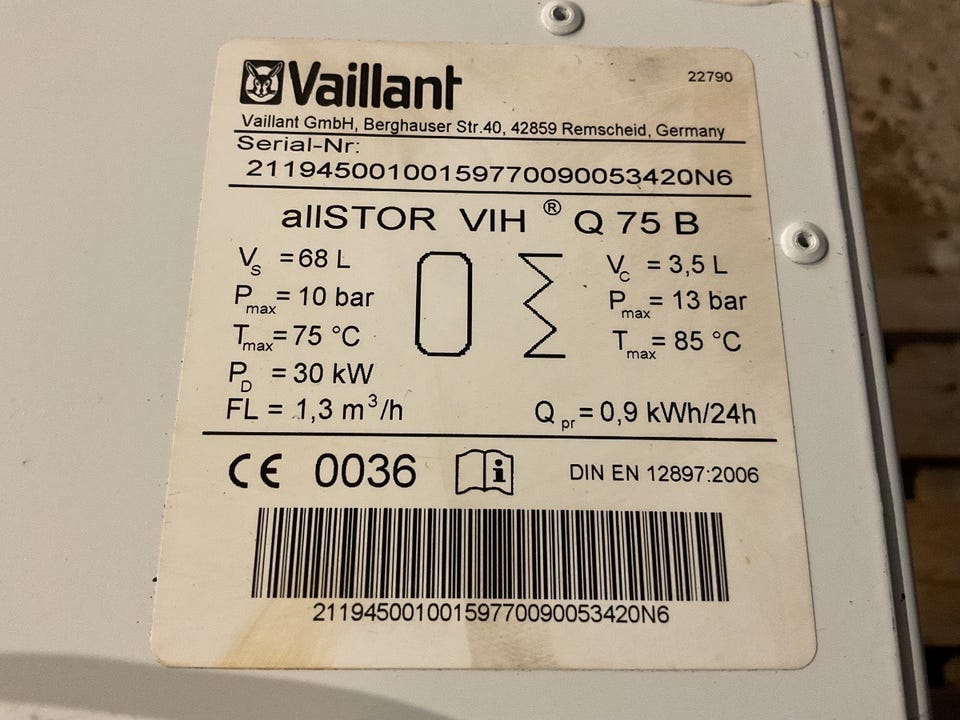 Vaillant
22790
Vaillant GmbH, Berghauser Str.40, 42859 Remscheid, Germany
Serial-Nr:
21194500100159770090053420N6
allSTOR VIH ® Q 75 B
Vs = 68 L
Pmax = 10 bar
Tmax = 75 °C
PD = 30 kW
FL = 1,3 m³/h
Vc = 3,5 L
Pmax = 13 bar
Tmax = 85 °C
Qpr = 0,9 kWh/24h
CE 0036
i
DIN EN 12897:2006
21194500100159770090053420N6